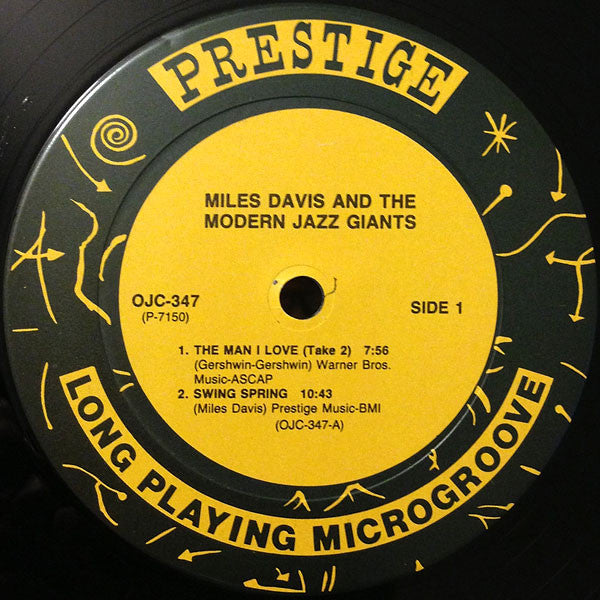 PRESTIGE
MILES DAVIS AND THE
MODERN JAZZ GIANTS
OJC-347
(P-7150)
SIDE 1
1. THE MAN I LOVE (Take 2) 7:56
(Gershwin-Gershwin) Warner Bros.
Music-ASCAP
2. SWING SPRING 10:43
(Miles Davis) Prestige Music-BMI
(OJC-347-A)
LONG PLAYING MICROGROOVE